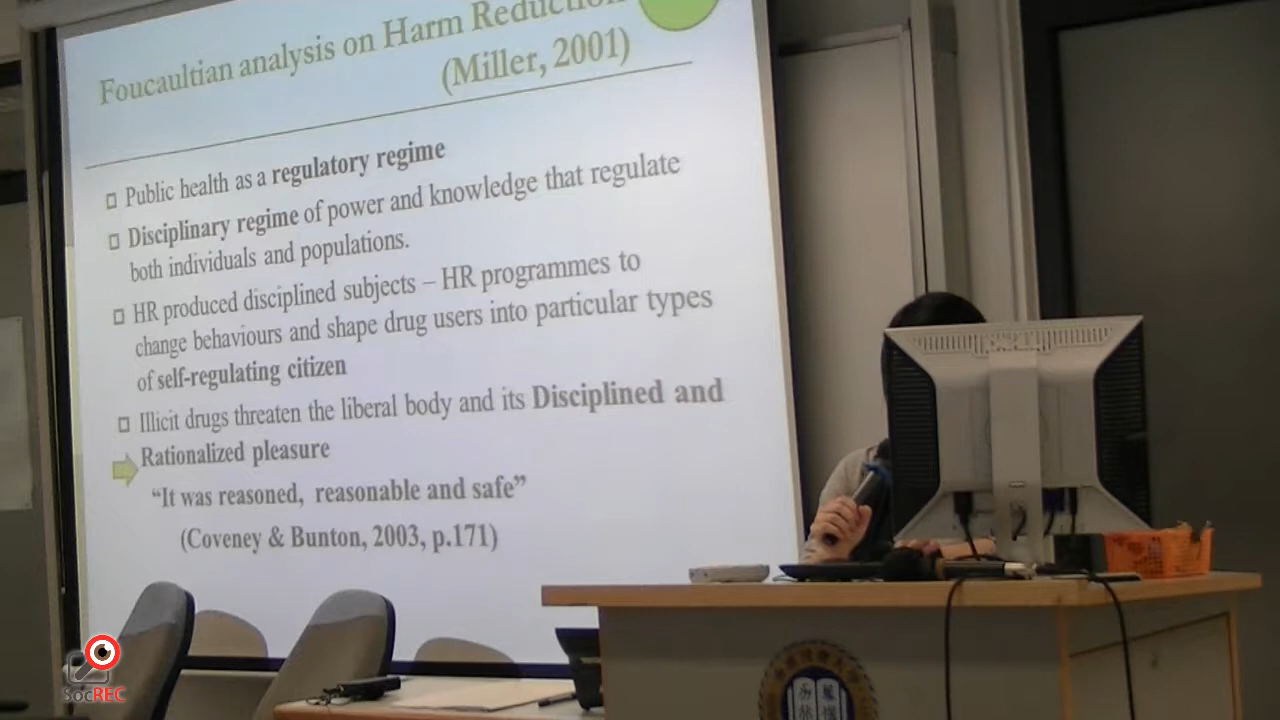 Foucaultian analysis on Harm Reduction
(Miller, 2001)
Public health as a regulatory regime
Disciplinary regime of power and knowledge that regulate
both individuals and populations.
HR produced disciplined subjects – HR programmes to
change behaviours and shape drug users into particular types
of self-regulating citizen
Illicit drugs threaten the liberal body and its Disciplined and
Rationalized pleasure
“It was reasoned, reasonable and safe”
(Coveney & Bunton, 2003, p.171)
SocREC